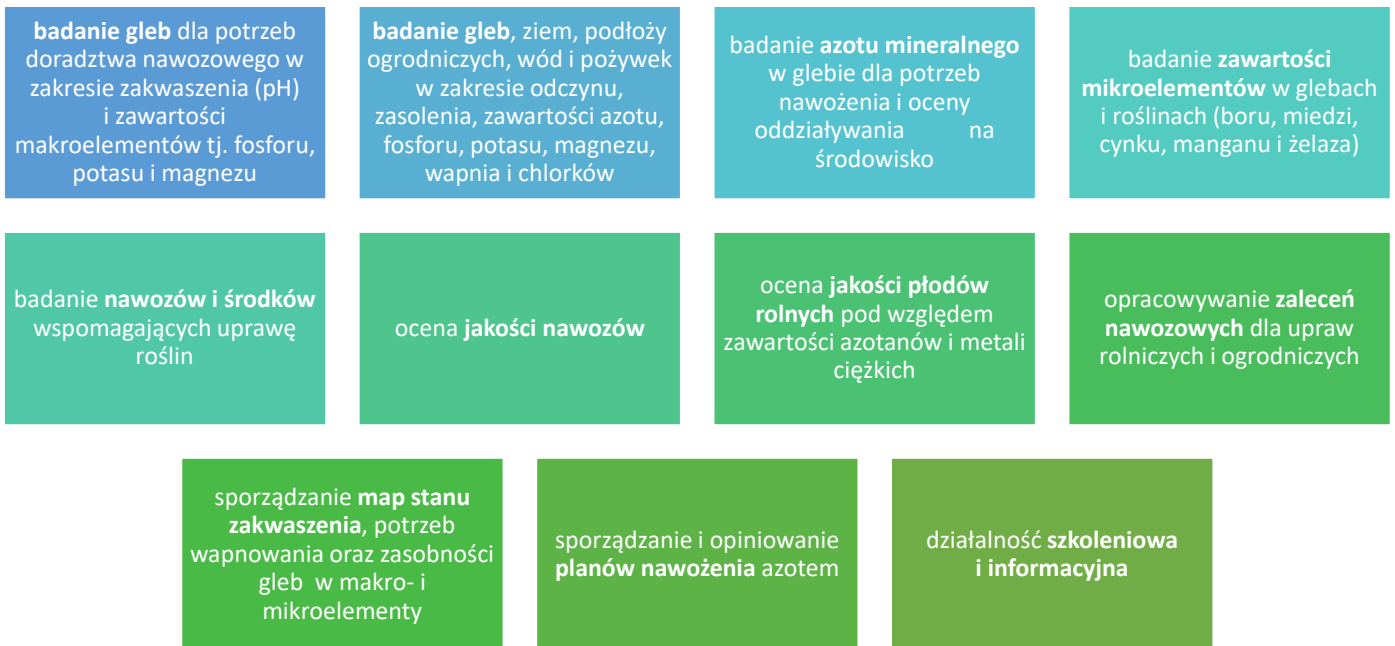 badanie gleb dla potrzeb
doradztwa nawozowego w
zakresie zakwaszenia (pH)
i zawartości
makroelementów tj. fosforu,
potasu i magnezu
badanie gleb, ziem, podłoży
ogrodniczych, wód i pożywek
w zakresie odczynu,
zasolenia, zawartości azotu,
fosforu, potasu, magnezu,
wapnia i chlorków
badanie azotu mineralnego
w glebie dla potrzeb
nawożenia i oceny
oddziaływania na
środowisko
badanie zawartości
mikroelementów w glebach
i roślinach (boru, miedzi,
cynku, manganu i żelaza)
badanie nawozów i środków
wspomagających uprawę
roślin
ocena jakości nawozów
ocena jakości płodów
rolnych pod względem
zawartości azotanów i metali
ciężkich
opracowywanie zaleceń
nawozowych dla upraw
rolniczych i ogrodniczych
sporządzanie map stanu
zakwaszenia, potrzeb
wapnowania oraz zasobności
gleb w makro- i
mikroelementy
sporządzanie i opiniowanie
planów nawożenia azotem
działalność szkoleniowa
i informacyjna